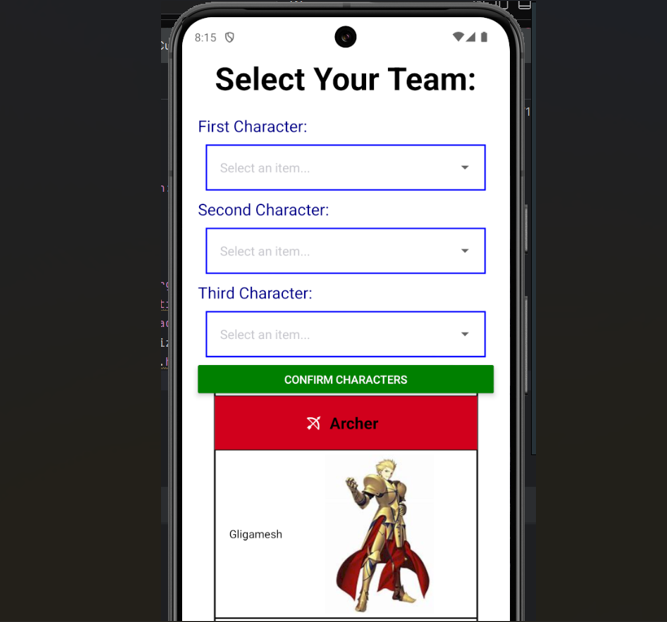 8:15
Select Your Team:
First Character:
Select an item...
Second Character:
Select an item...
Third Character:
Select an item...
CONFIRM CHARACTERS
Archer
Gligamesh